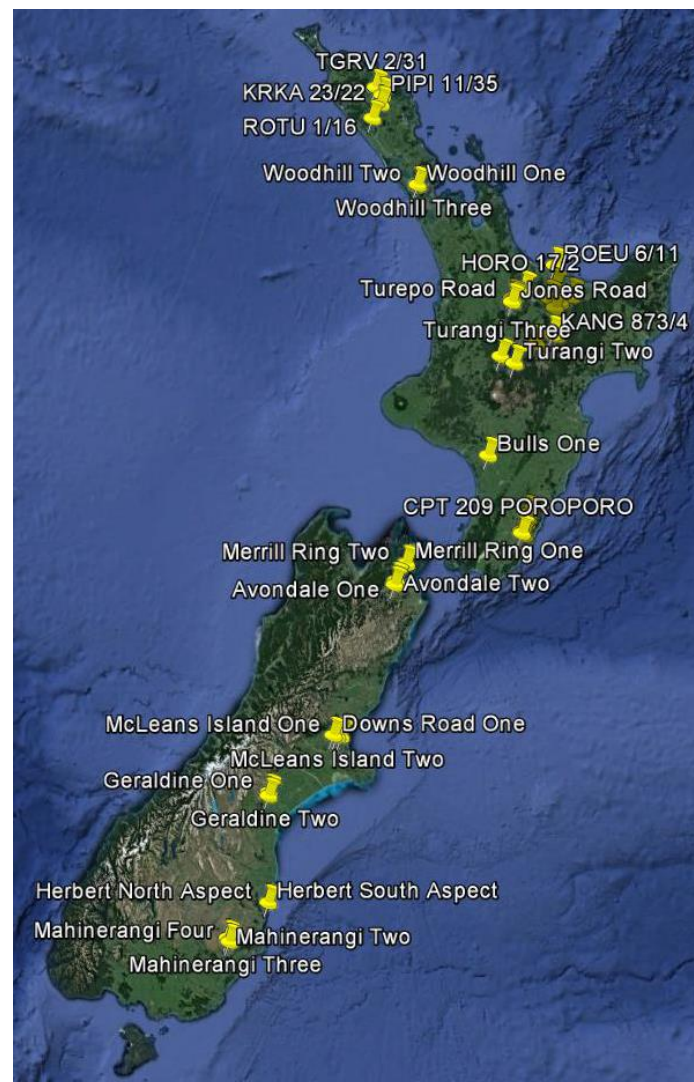 TGRV 2/31
PIPI 11/35
KRKA 23/22
ROTU 1/16
Woodhill Two
Woodhill One
Woodhill Three
BOEU 6/11
HORO 17/2
Turepo Road
Jones Road
KANG 873/4
Turangi Three
Turangi Two
Bulls One
CPT 209 POROPORO
Merrill Ring Two
Merrill Ring One
Avondale One
Avondale Two
McLeans Island One
Downs Road One
McLeans Island Two
Geraldine One
Geraldine Two
Herbert North Aspect
Herbert South Aspect
Mahinerangi Four
Mahinerangi Two
Mahinerangi Three